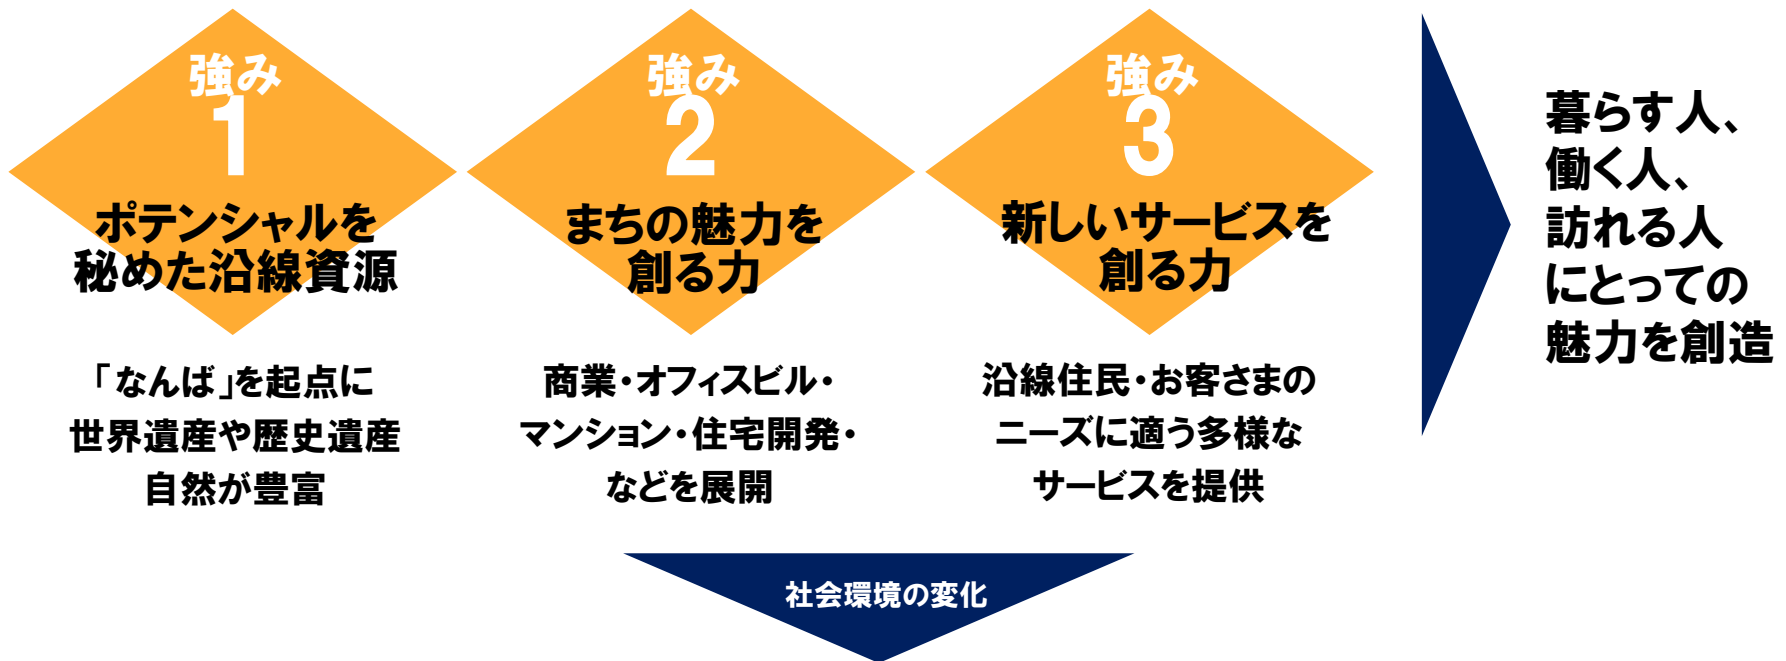 強み
1
ポテンシャルを
秘めた沿線資源
「なんば」を起点に
世界遺産や歴史遺産
自然が豊富
強み
2
まちの魅力を
創る力
商業・オフィスビル・
マンション・住宅開発・
などを展開
強み
3
新しいサービスを
創る力
沿線住民・お客さまの
ニーズに適う多様な
サービスを提供
暮らす人、
働く人、
訪れる人
にとっての
魅力を創造
社会環境の変化